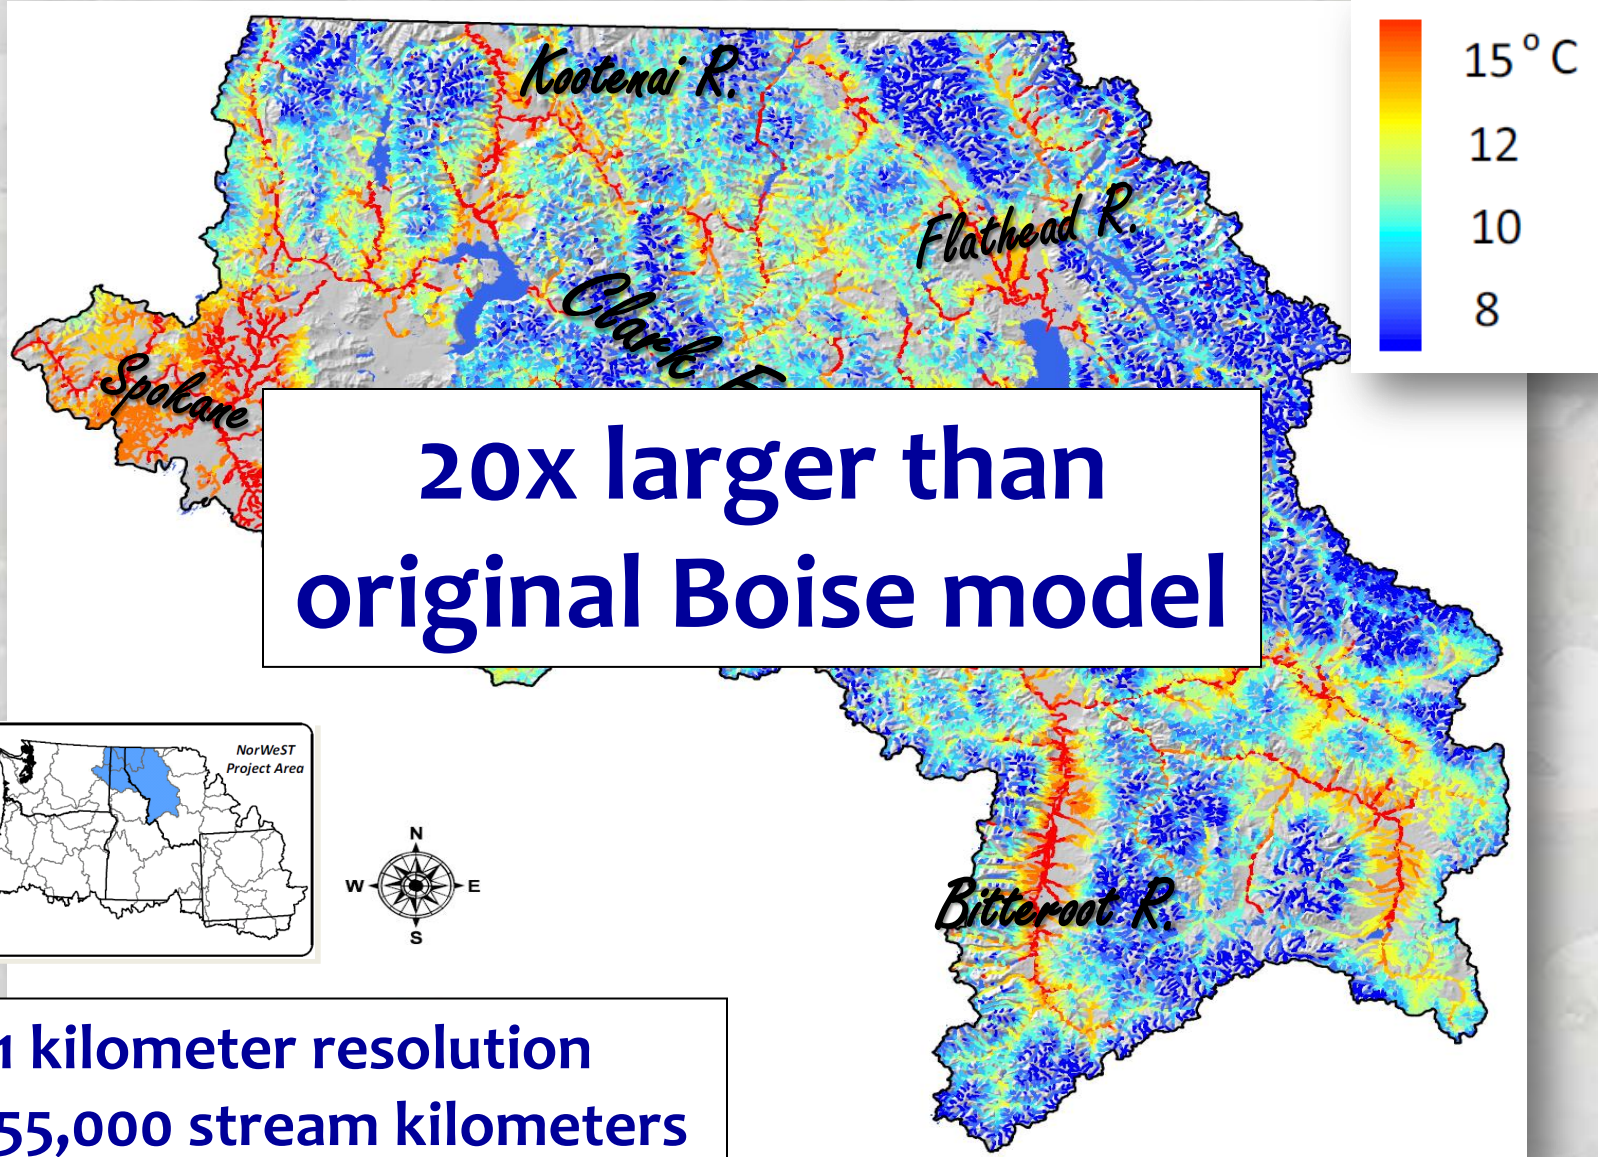 Kootenai R.
15 ° C
12
10
8
Flathead R.
Clark F
Spokane
20x larger than
original Boise model
NorWeST
Project Area
N
W E
S
Bitteroot R.
1 kilometer resolution
55,000 stream kilometers